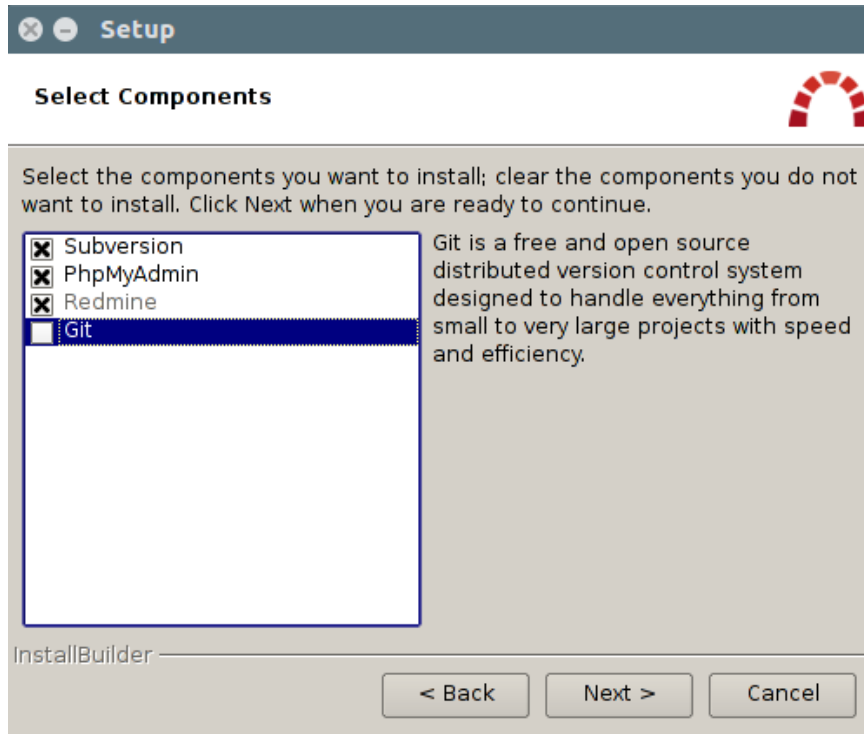 Setup
Select Components
Select the components you want to install; clear the components you do not
want to install. Click Next when you are ready to continue.
Subversion
PhpMyAdmin
Redmine
Git
Git is a free and open source
distributed version control system
designed to handle everything from
small to very large projects with speed
and efficiency.
InstallBuilder
< Back
Next >
Cancel